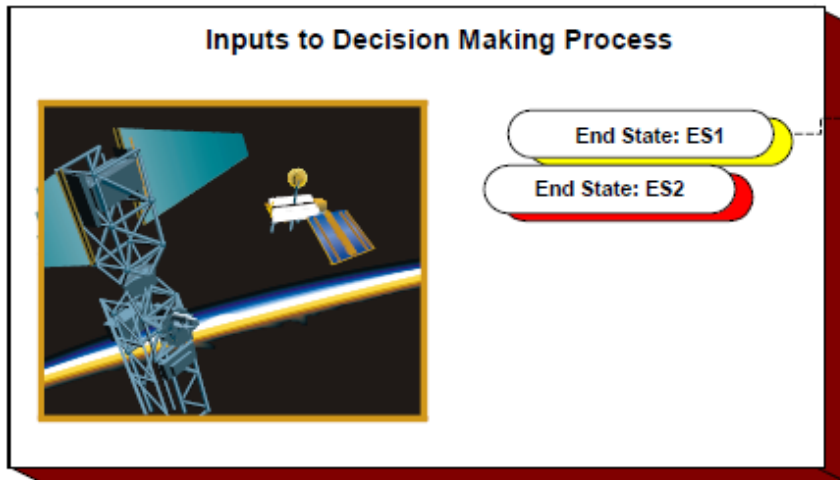 Inputs to Decision Making Process
End State: ES1
End State: ES2